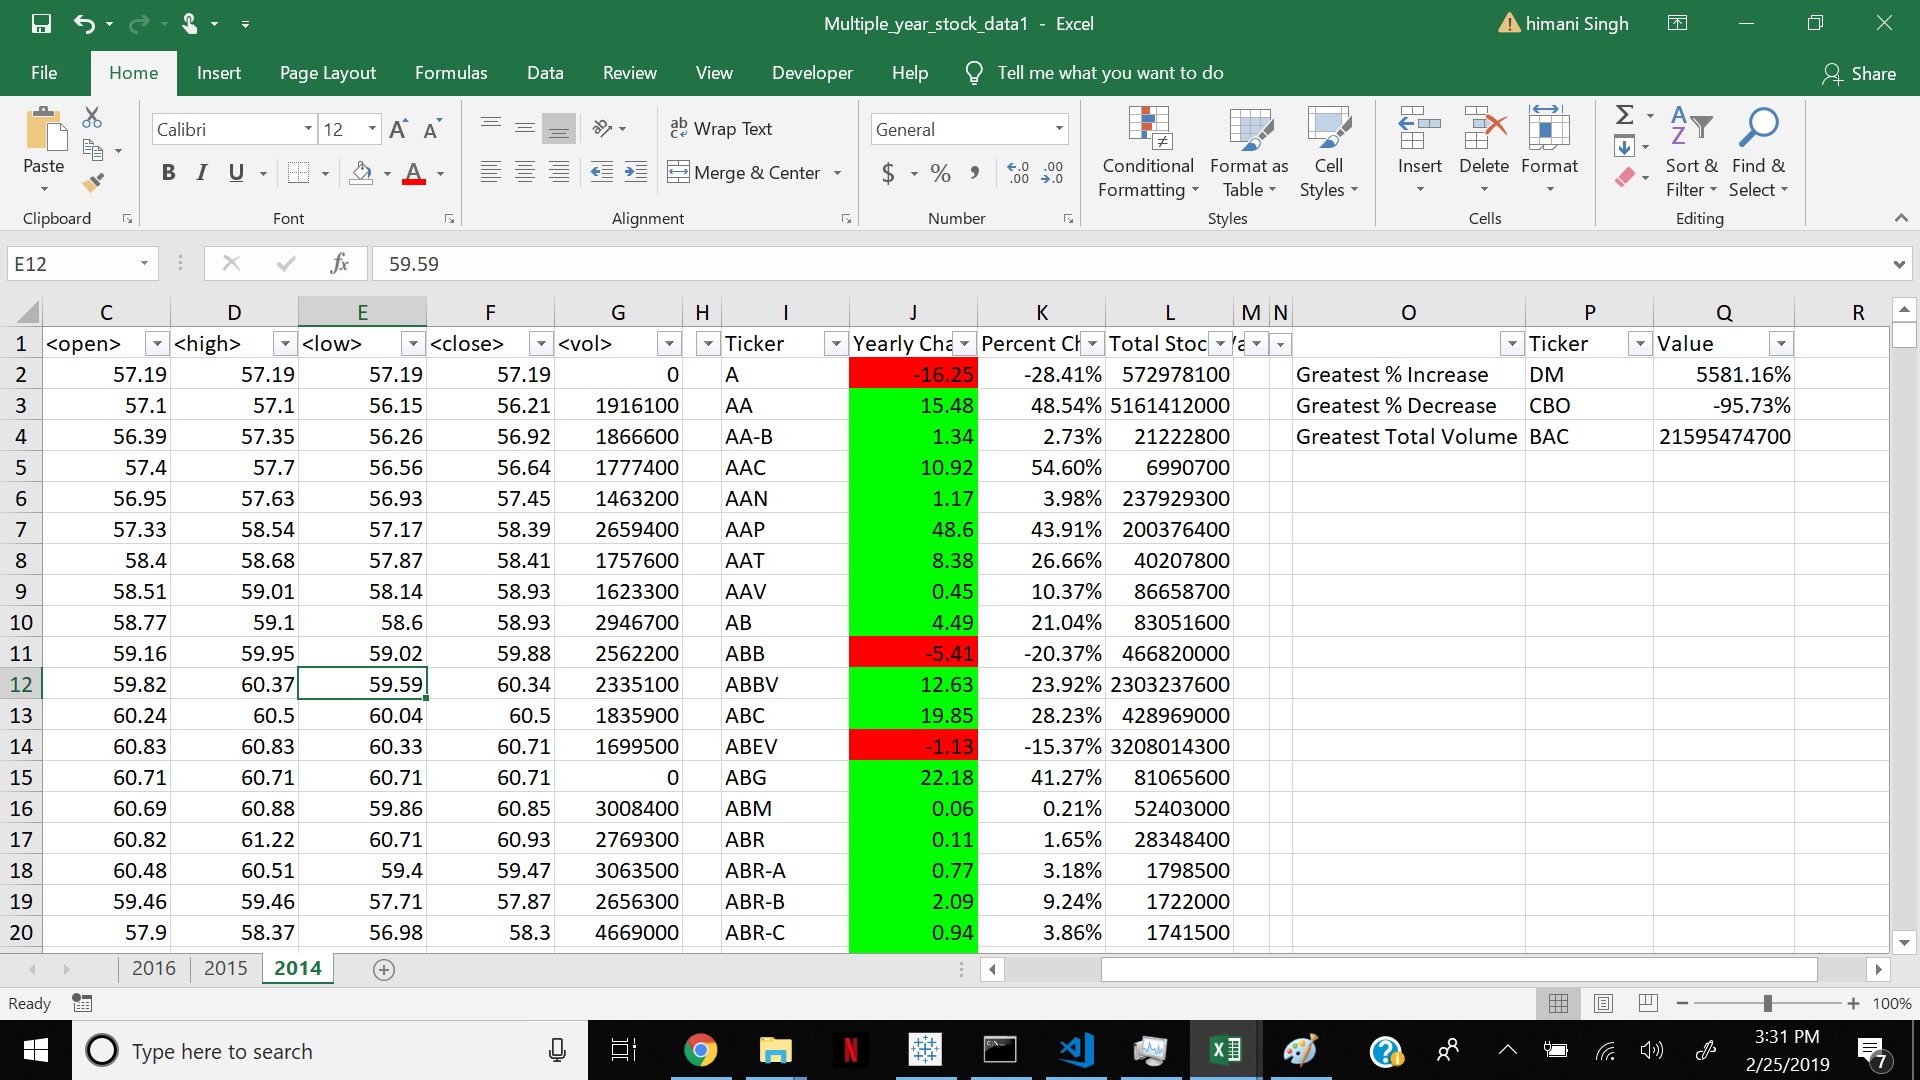 Multiple_year_stock_data1 - Excel
himani Singh
File Home Insert Page Layout Formulas Data Review View Developer Help Tell me what you want to do Share
Paste
Clipboard
Calibri 12
B I U
Font
Wrap Text
Merge & Center
Alignment
General
$ % , .00 .00
Number
Conditional Formatting
Format as Table
Cell Styles
Styles
Insert Delete Format
Cells
Sort & Filter
Find & Select
Editing
E12 fx 59.59
C D E F G H I J K L M N O P Q R
1 <open> <high> <low> <close> <vol> Ticker Yearly Cha Percent Ch Total Stoc Ticker Value
2 57.19 57.19 57.19 57.19 0 A -16.25 -28.41% 572978100 Greatest % Increase DM 5581.16%
3 57.1 57.1 56.15 56.21 1916100 AA 15.48 48.54% 5161412000 Greatest % Decrease CBO -95.73%
4 56.39 57.35 56.26 56.92 1866600 AA-B 1.34 2.73% 21222800 Greatest Total Volume BAC 21595474700
5 57.4 57.7 56.56 56.64 1777400 AAC 10.92 54.60% 6990700
6 56.95 57.63 56.93 57.45 1463200 AAN 1.17 3.98% 237929300
7 57.33 58.54 57.17 58.39 2659400 AAP 48.6 43.91% 200376400
8 58.4 58.68 57.87 58.41 1757600 AAT 8.38 26.66% 40207800
9 58.51 59.01 58.14 58.93 1623300 AAV 0.45 10.37% 86658700
10 58.77 59.1 58.6 58.93 2946700 AB 4.49 21.04% 83051600
11 59.16 59.95 59.02 59.88 2562200 ABB -5.41 -20.37% 466820000
12 59.82 60.37 59.59 60.34 2335100 ABBV 12.63 23.92% 2303237600
13 60.24 60.5 60.04 60.5 1835900 ABC 19.85 28.23% 428969000
14 60.83 60.83 60.33 60.71 1699500 ABEV -1.13 -15.37% 3208014300
15 60.71 60.71 60.71 60.71 0 ABG 22.18 41.27% 81065600
16 60.69 60.88 59.86 60.85 3008400 ABM 0.06 0.21% 52403000
17 60.82 61.22 60.71 60.93 2769300 ABR 0.11 1.65% 28348400
18 60.48 60.51 59.4 59.47 3063500 ABR-A 0.77 3.18% 1798500
19 59.46 59.46 57.71 57.87 2656300 ABR-B 2.09 9.24% 1722000
20 57.9 58.37 56.98 58.3 4669000 ABR-C 0.94 3.86% 1741500
2016 2015 2014
Ready 100%
Type here to search
3:31 PM
2/25/2019
7